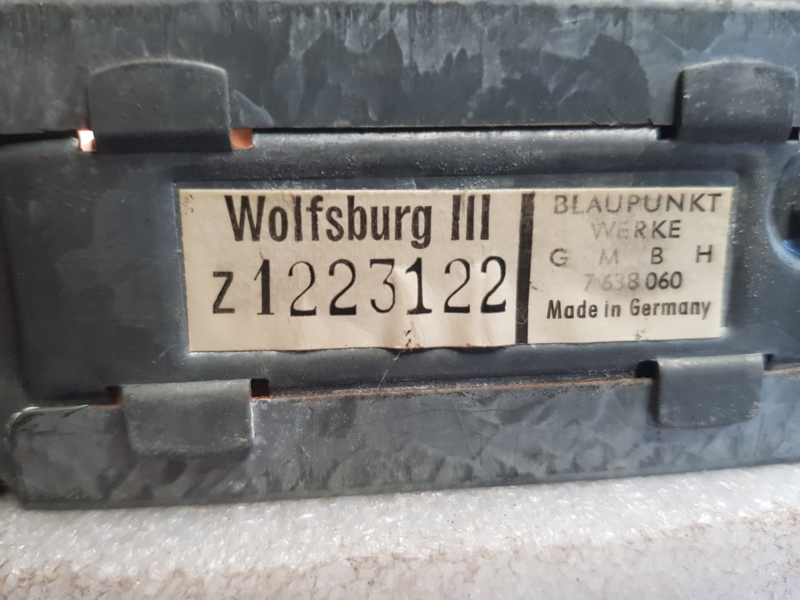 Wolfsburg III
Z1223122
BLAUPUNKT
WERKE
G M B H
7 638 060
Made in Germany